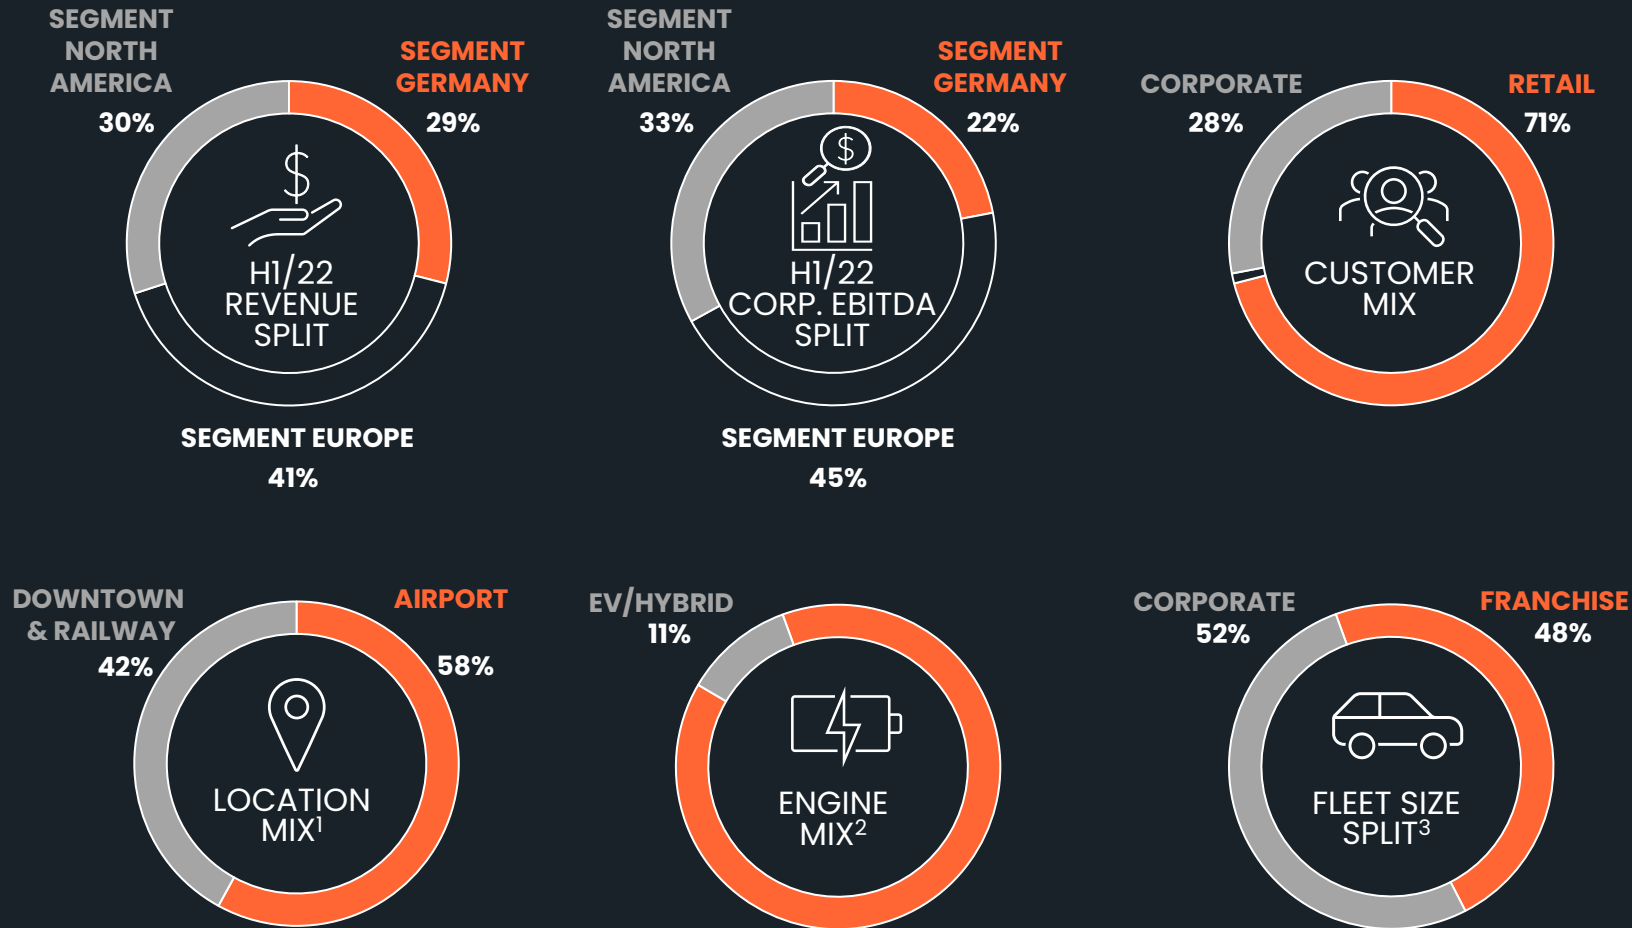 SEGMENT
NORTH
AMERICA
30%
SEGMENT
GERMANY
29%
$
H1/22
REVENUE
SPLIT
SEGMENT EUROPE
41%
SEGMENT
NORTH
AMERICA
33%
SEGMENT
GERMANY
22%
$
H1/22
CORP. EBITDA
SPLIT
SEGMENT EUROPE
45%
CORPORATE
28%
RETAIL
71%
CUSTOMER
MIX
DOWNTOWN
& RAILWAY
42%
AIRPORT
58%
LOCATION
MIX¹
EV/HYBRID
11%
ENGINE
MIX²
CORPORATE
52%
FRANCHISE
48%
FLEET SIZE
SPLIT³